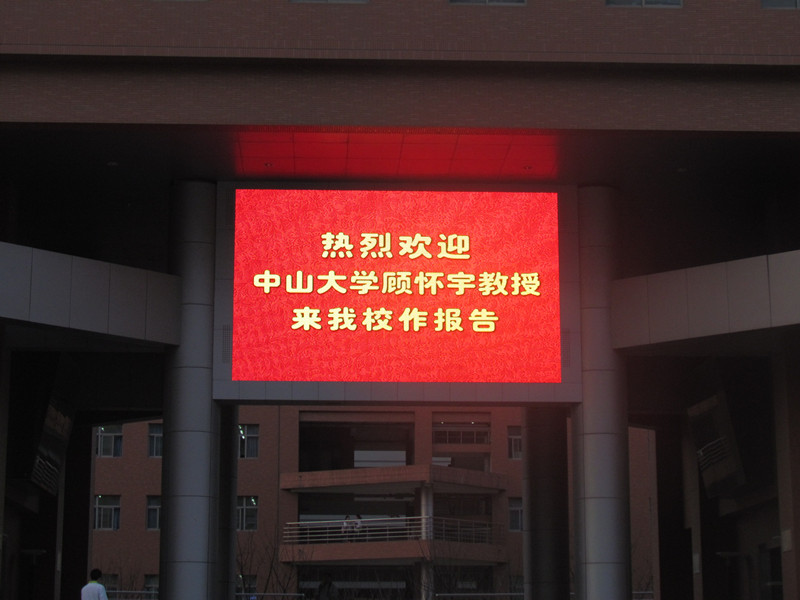 热烈欢迎
中山大学顾怀宇教授
来我校作报告